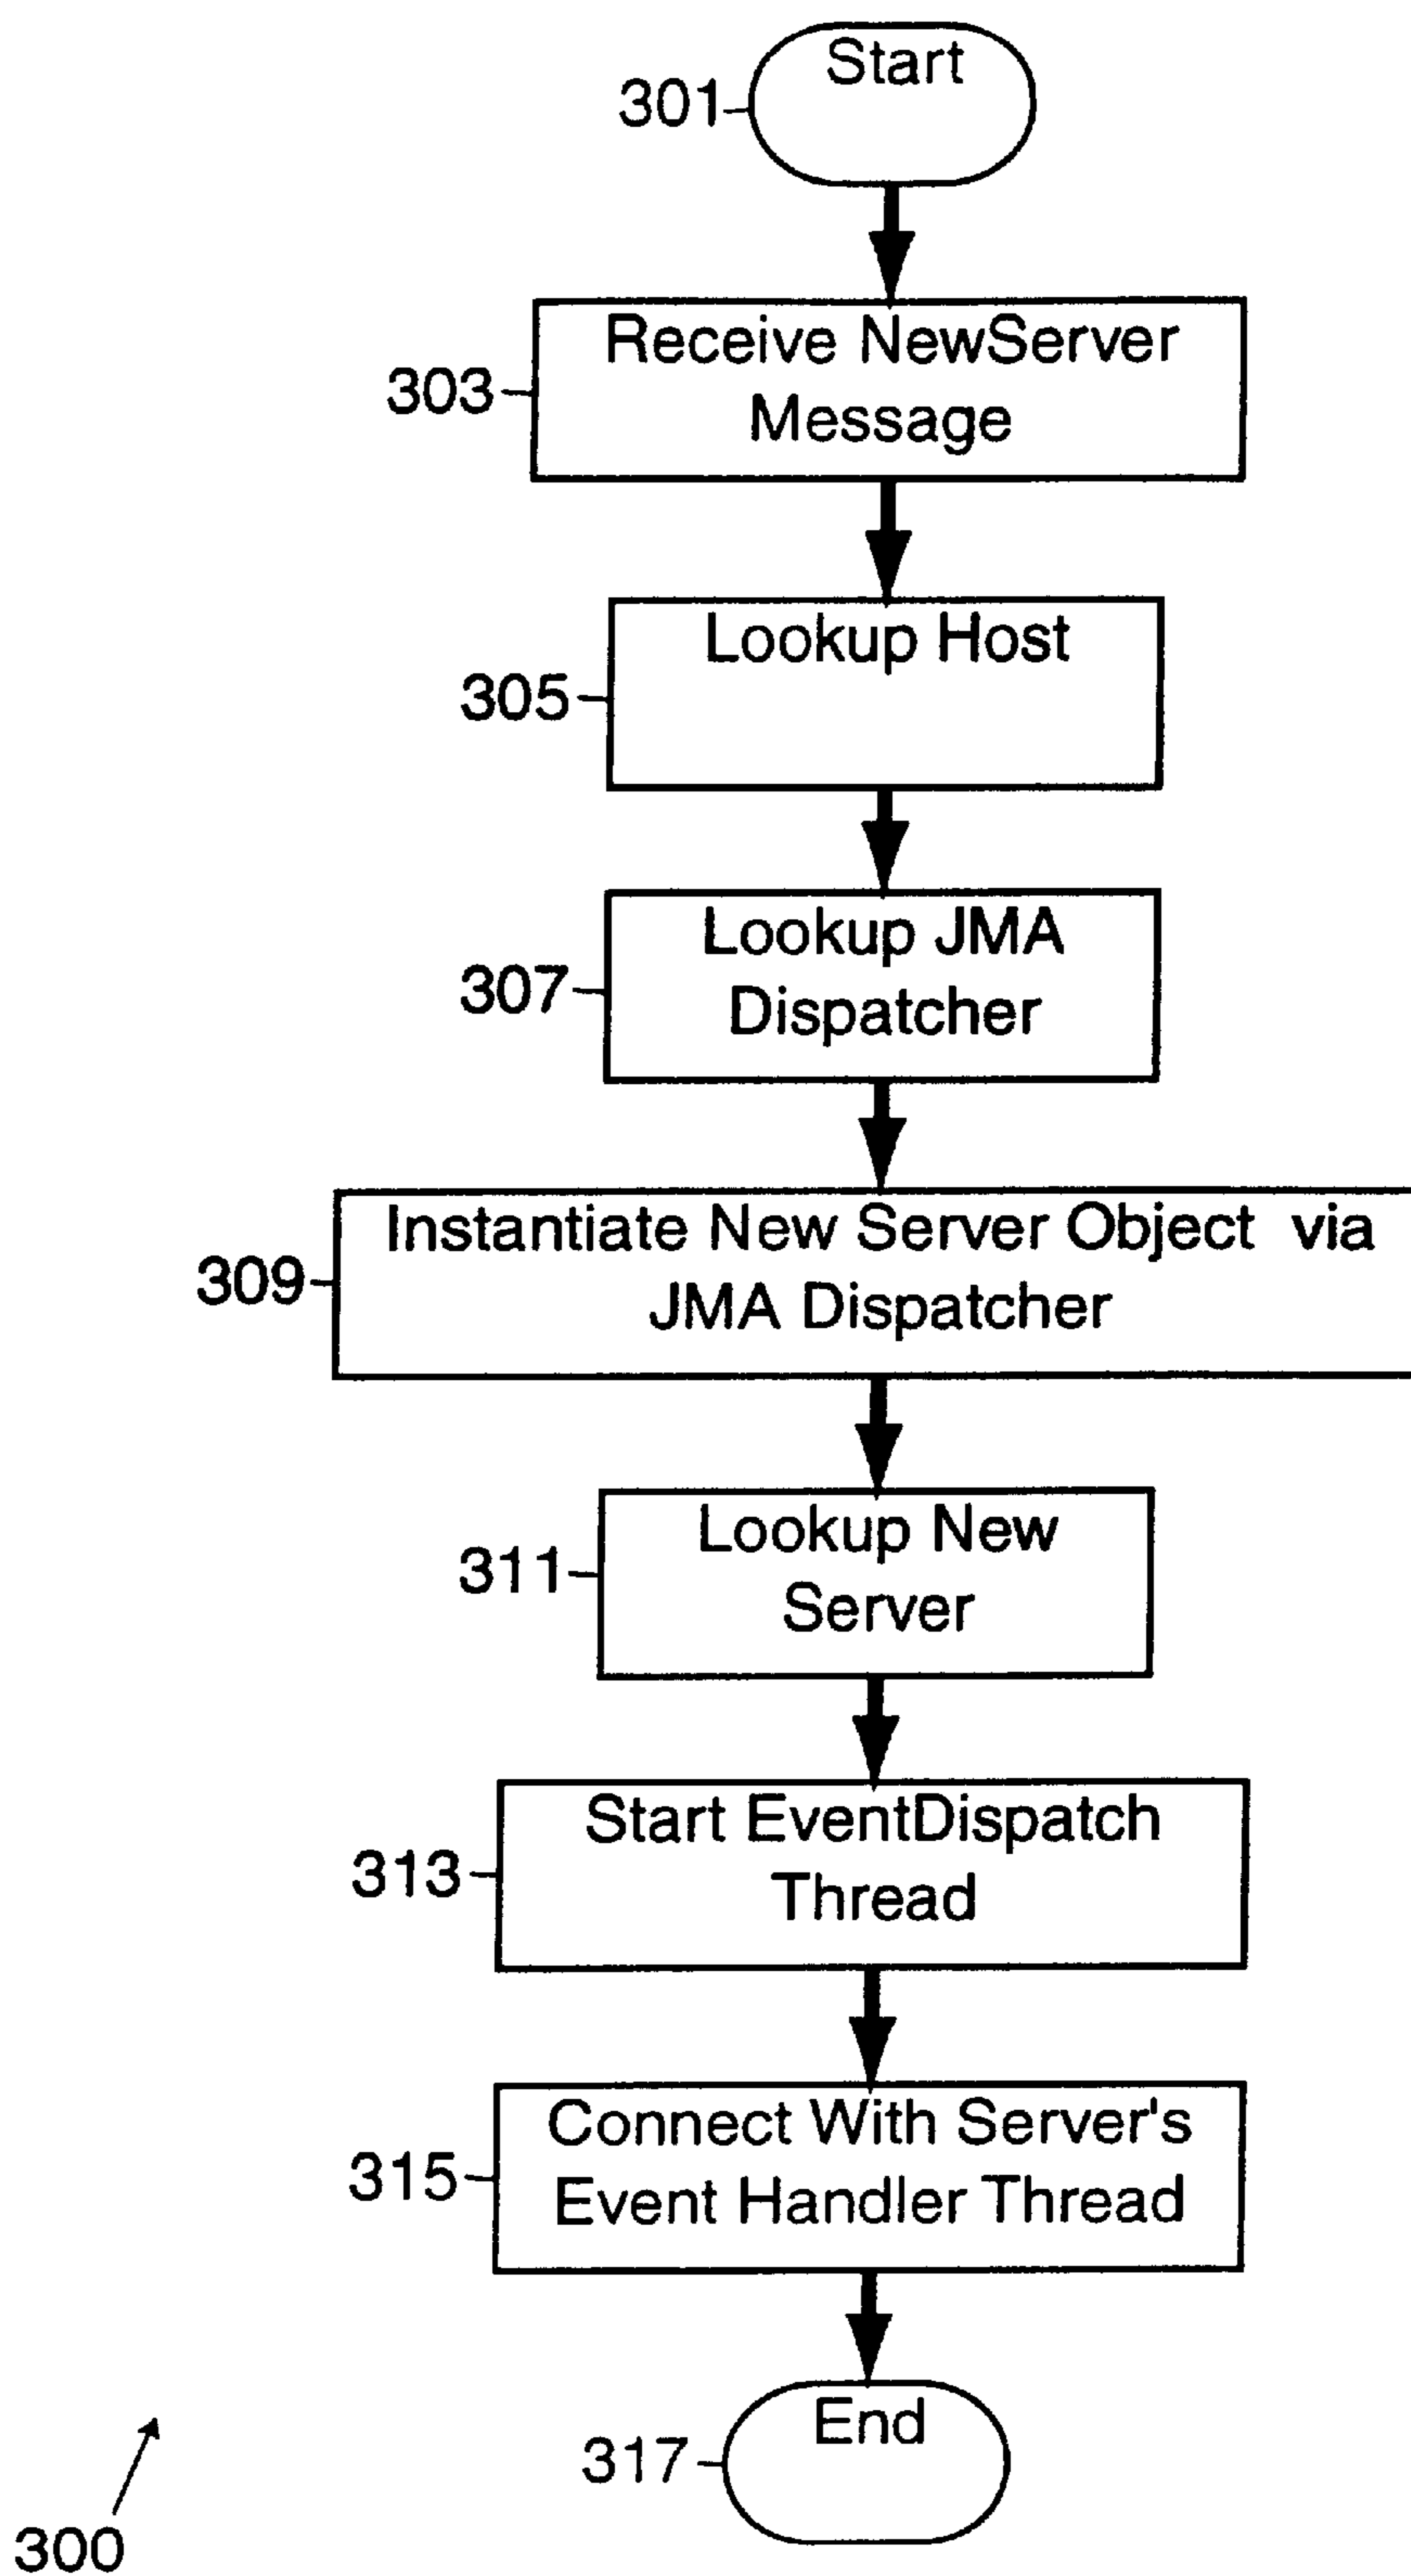 Start
301
Receive NewServer
Message
303
Lookup Host
305
Lookup JMA
Dispatcher
307
Instantiate New Server Object via
JMA Dispatcher
309
Lookup New
Server
311
Start EventDispatch
Thread
313
Connect With Server's
Event Handler Thread
315
End
317
300